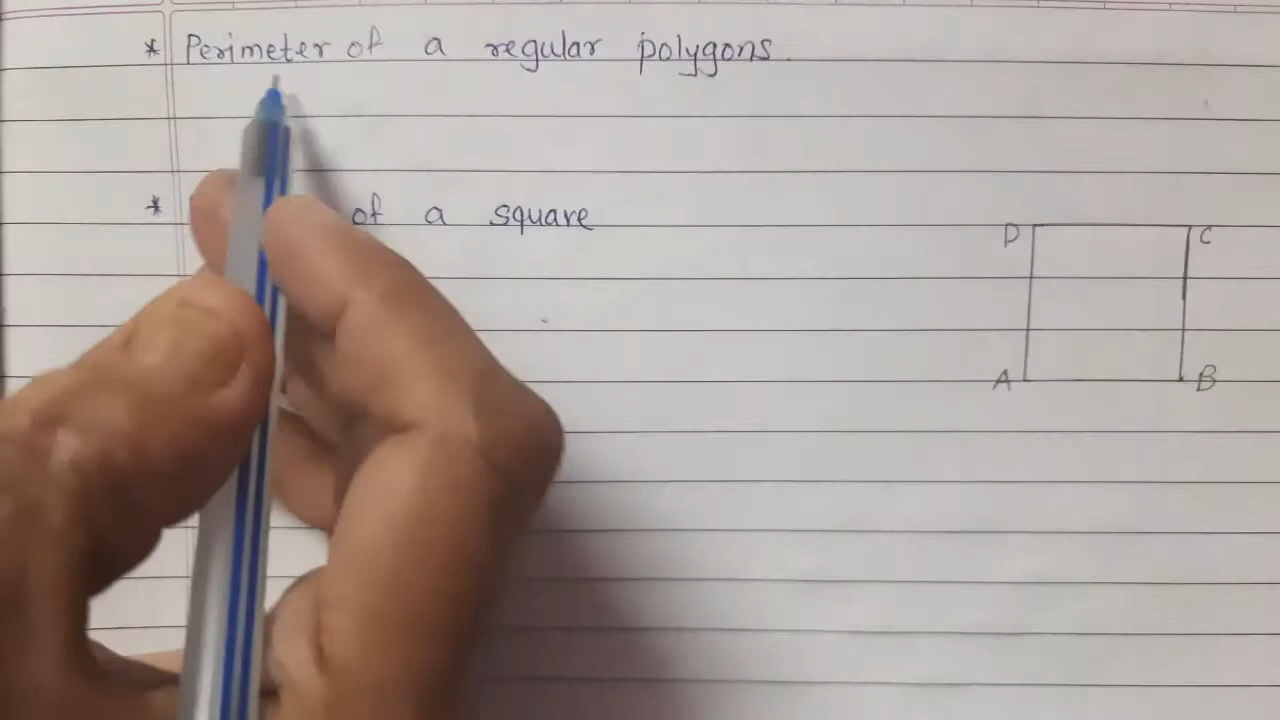 * Perimeter of a regular polygons.
* of a square
D C
A B